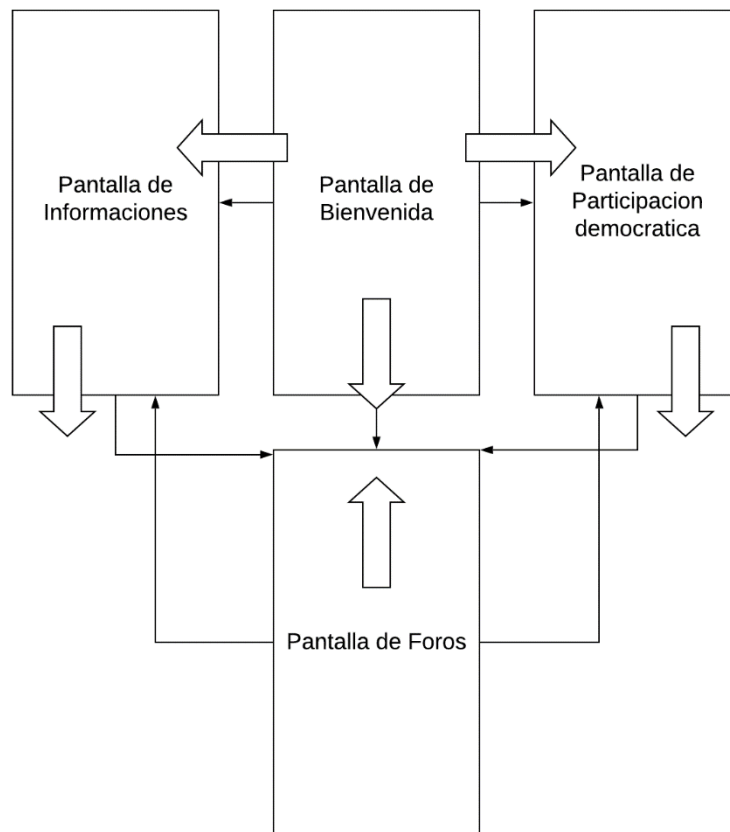 Pantalla de
Informaciones
Pantalla de
Bienvenida
Pantalla de
Participacion
democratica
Pantalla de Foros